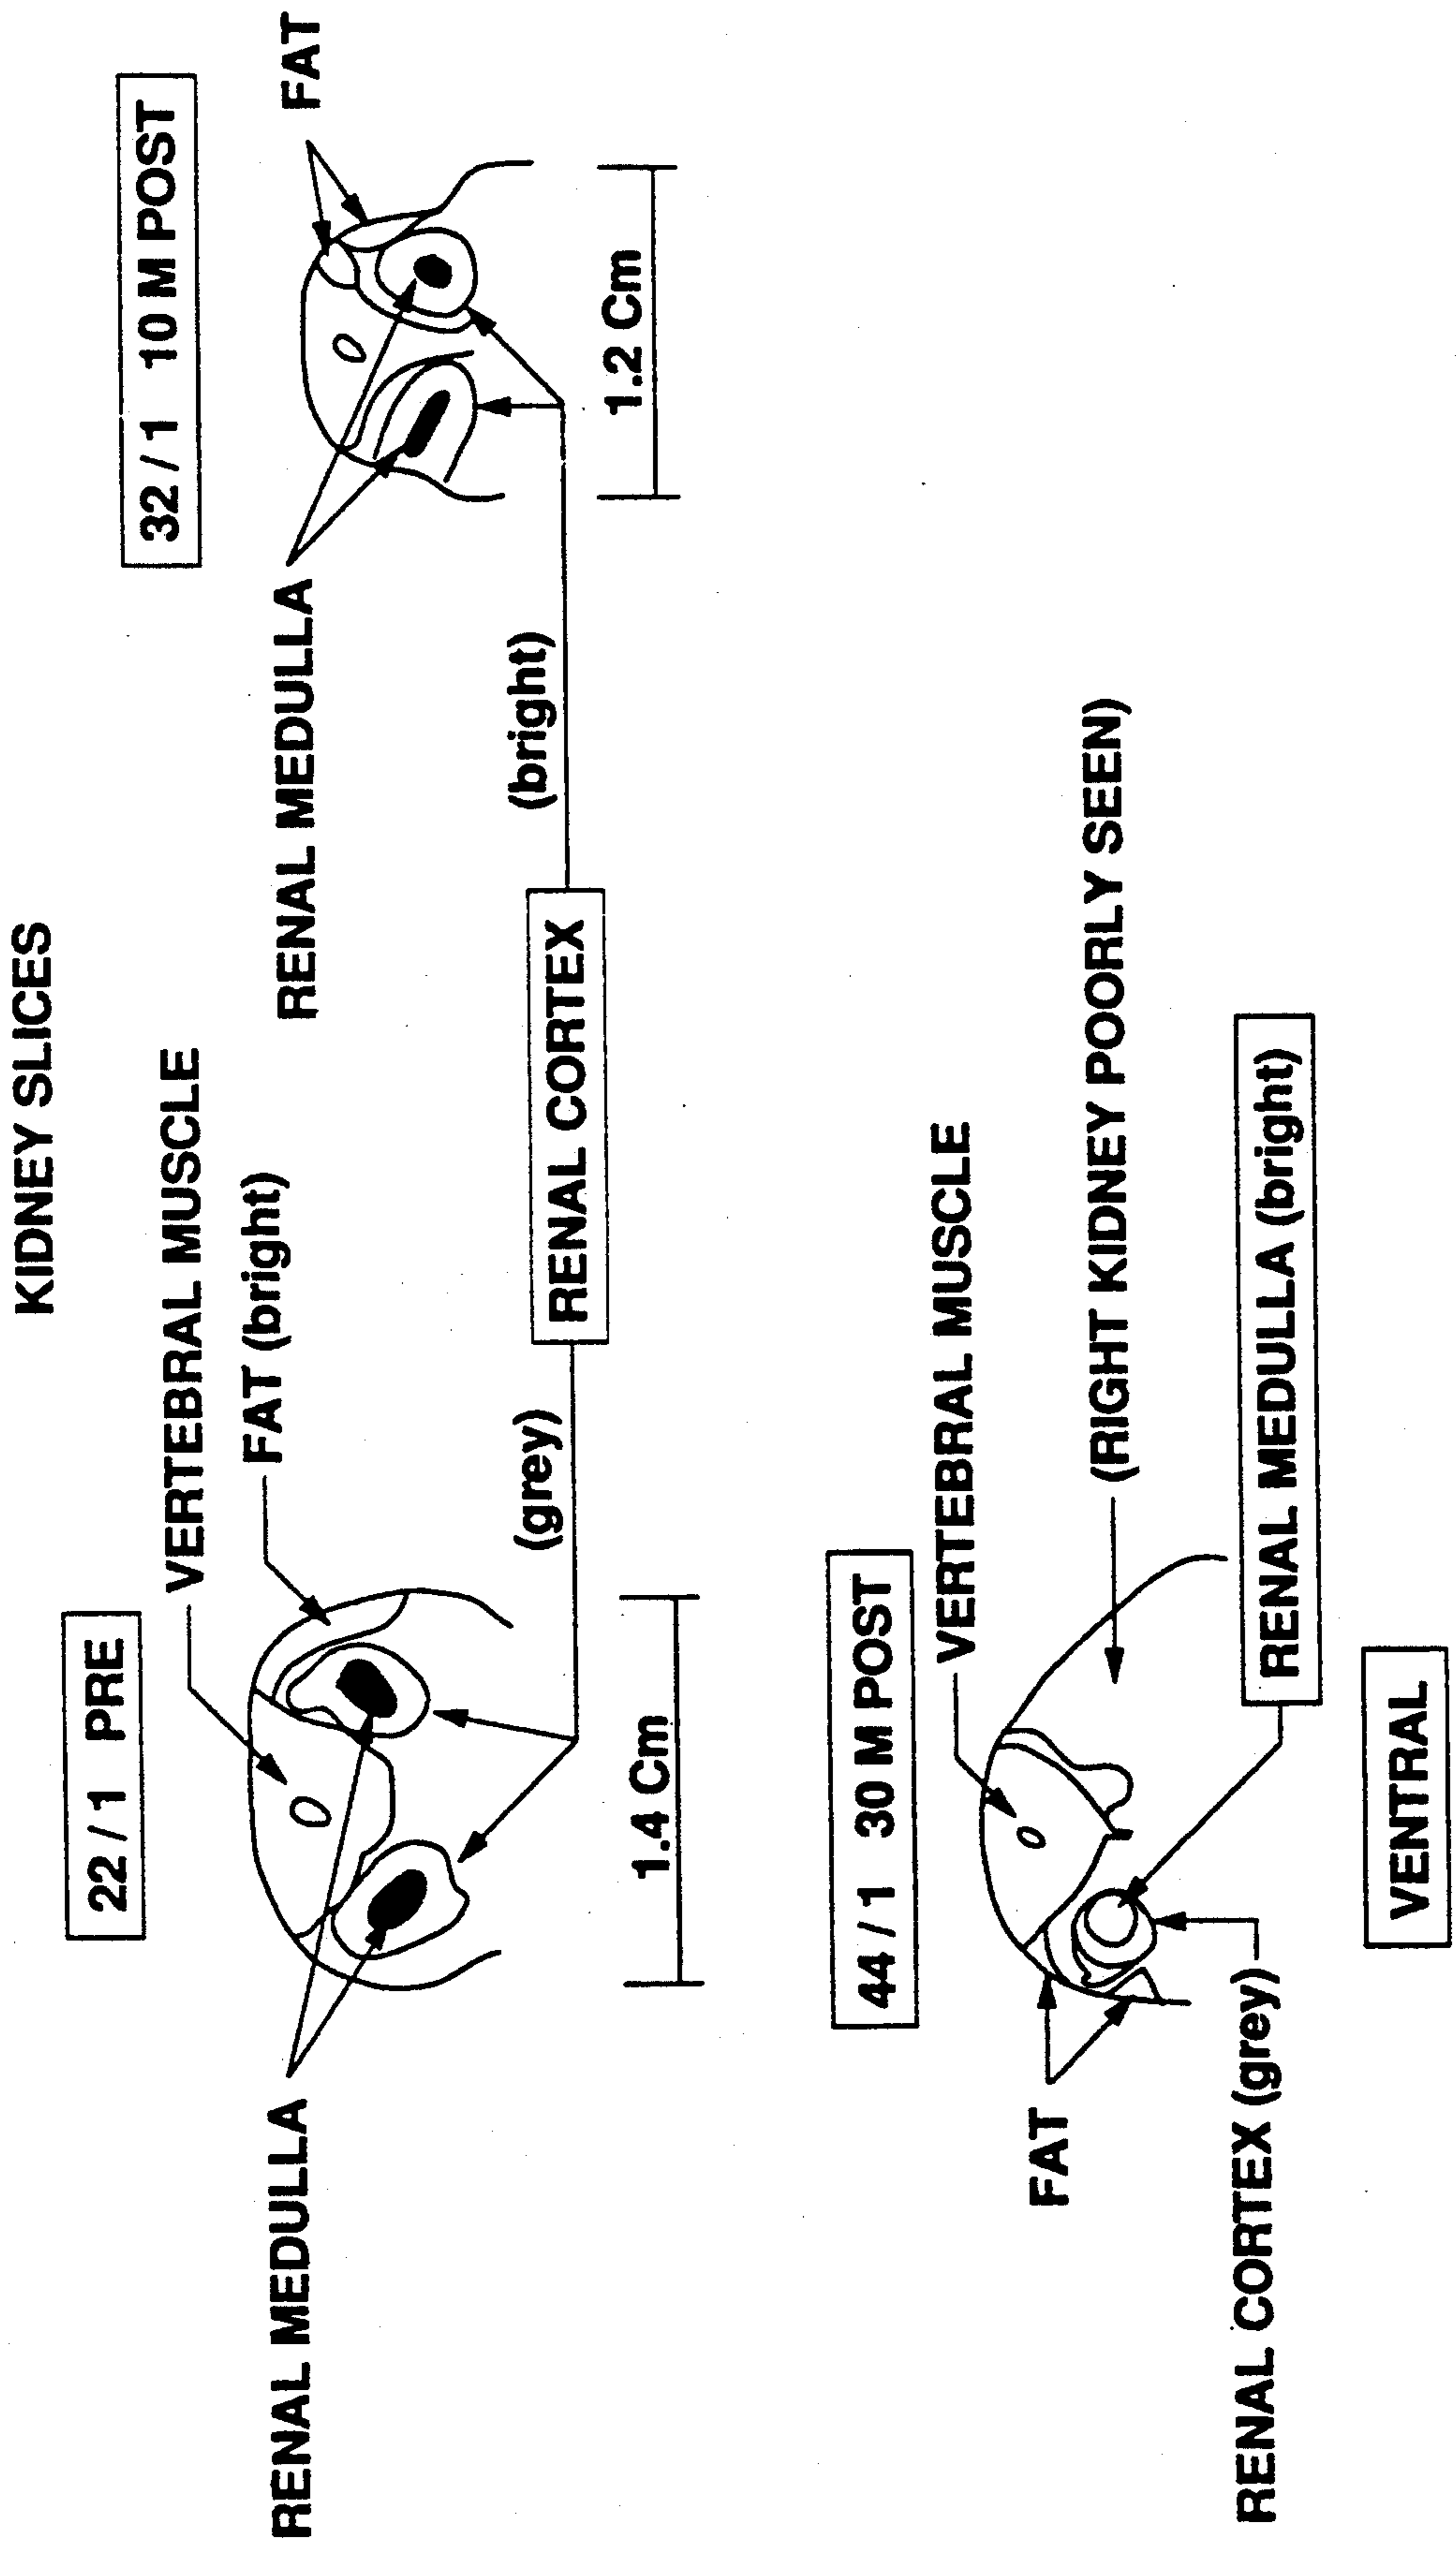 KIDNEY SLICES
22 / 1 PRE
VERTEBRAL MUSCLE
FAT (bright)
RENAL MEDULLA
(grey)
1.4 Cm
RENAL CORTEX
32 / 1 10 M POST
FAT
RENAL MEDULLA
(bright)
1.2 Cm
44 / 1 30 M POST
VERTEBRAL MUSCLE
FAT
(RIGHT KIDNEY POORLY SEEN)
RENAL CORTEX (grey)
RENAL MEDULLA (bright)
VENTRAL